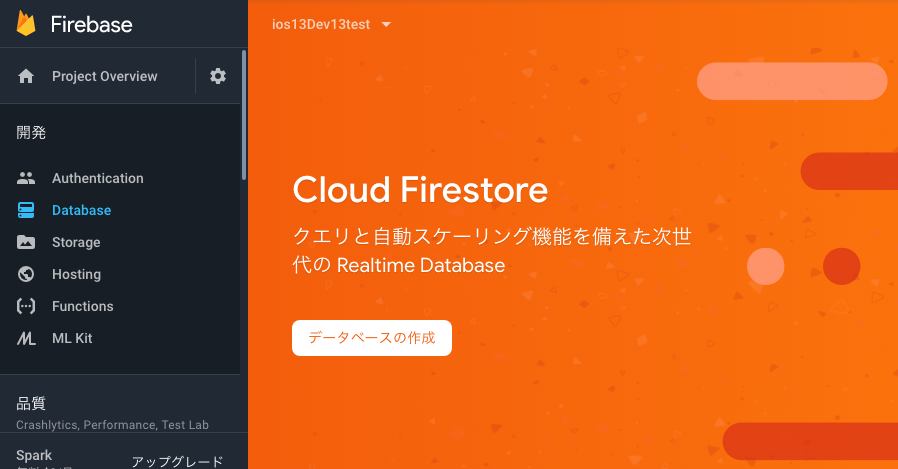 Firebase
Project Overview
開発
Authentication
Database
Storage
Hosting
Functions
ML Kit
品質
Crashlytics, Performance, Test Lab
Spark
アップグレード
ios13Dev13test
Cloud Firestore
クエリと自動スケーリング機能を備えた次世
代の Realtime Database
データベースの作成